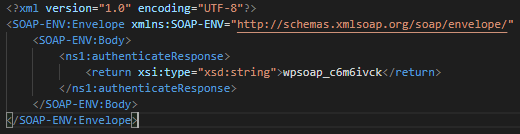 <?xml version="1.0" encoding="UTF-8"?>
<SOAP-ENV:Envelope xmlns:SOAP-ENV="http://schemas.xmlsoap.org/soap/envelope/"
<SOAP-ENV:Body>
<ns1:authenticateResponse>
<return xsi:type="xsd:string">wpsoap_c6m6ivck</return>
</ns1:authenticateResponse>
</SOAP-ENV:Body>
</SOAP-ENV:Envelope>